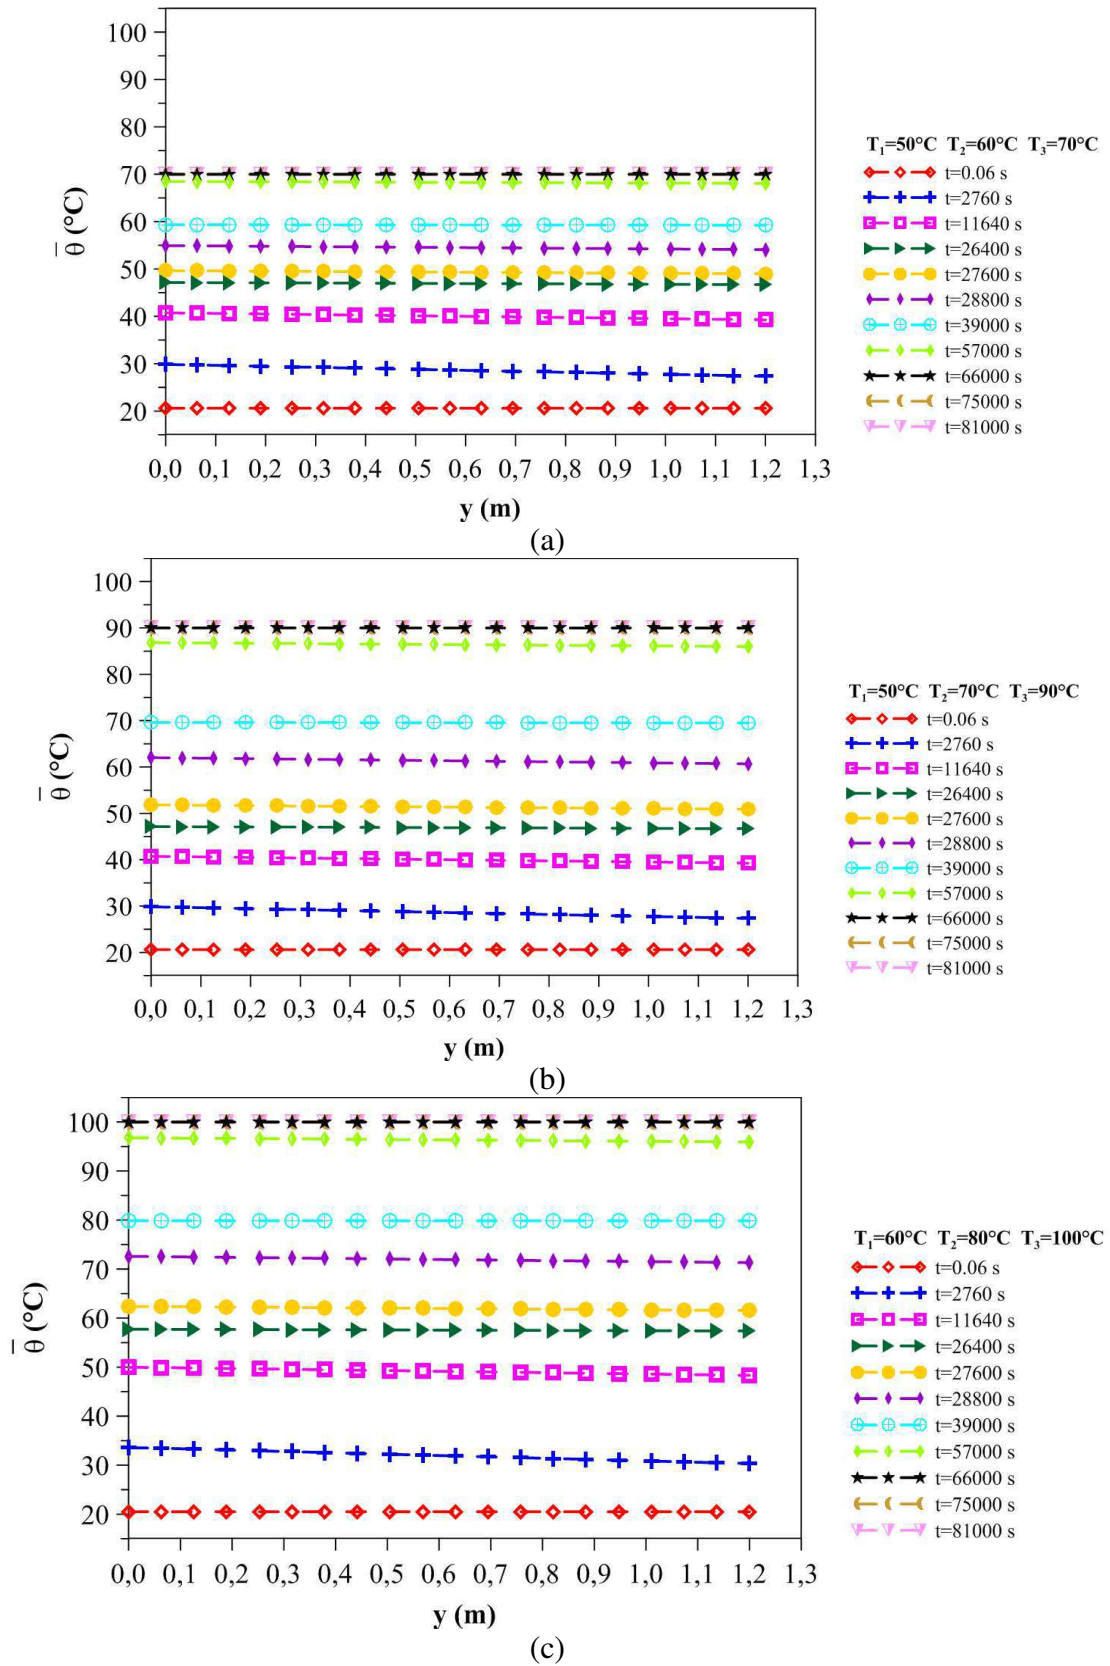 100
90
80
70
60
50
40
30
20
θ̅ (°C)
0,0 0,1 0,2 0,3 0,4 0,5 0,6 0,7 0,8 0,9 1,0 1,1 1,2 1,3
y (m)
T₁=50°C T₂=60°C T₃=70°C
t=0.06 s
t=2760 s
t=11640 s
t=26400 s
t=27600 s
t=28800 s
t=39000 s
t=57000 s
t=66000 s
t=75000 s
t=81000 s
(a)
100
90
80
70
60
50
40
30
20
θ̅ (°C)
0,0 0,1 0,2 0,3 0,4 0,5 0,6 0,7 0,8 0,9 1,0 1,1 1,2 1,3
y (m)
T₁=50°C T₂=70°C T₃=90°C
t=0.06 s
t=2760 s
t=11640 s
t=26400 s
t=27600 s
t=28800 s
t=39000 s
t=57000 s
t=66000 s
t=75000 s
t=81000 s
(b)
100
90
80
70
60
50
40
30
20
θ̅ (°C)
0,0 0,1 0,2 0,3 0,4 0,5 0,6 0,7 0,8 0,9 1,0 1,1 1,2 1,3
y (m)
T₁=60°C T₂=80°C T₃=100°C
t=0.06 s
t=2760 s
t=11640 s
t=26400 s
t=27600 s
t=28800 s
t=39000 s
t=57000 s
t=66000 s
t=75000 s
t=81000 s
(c)